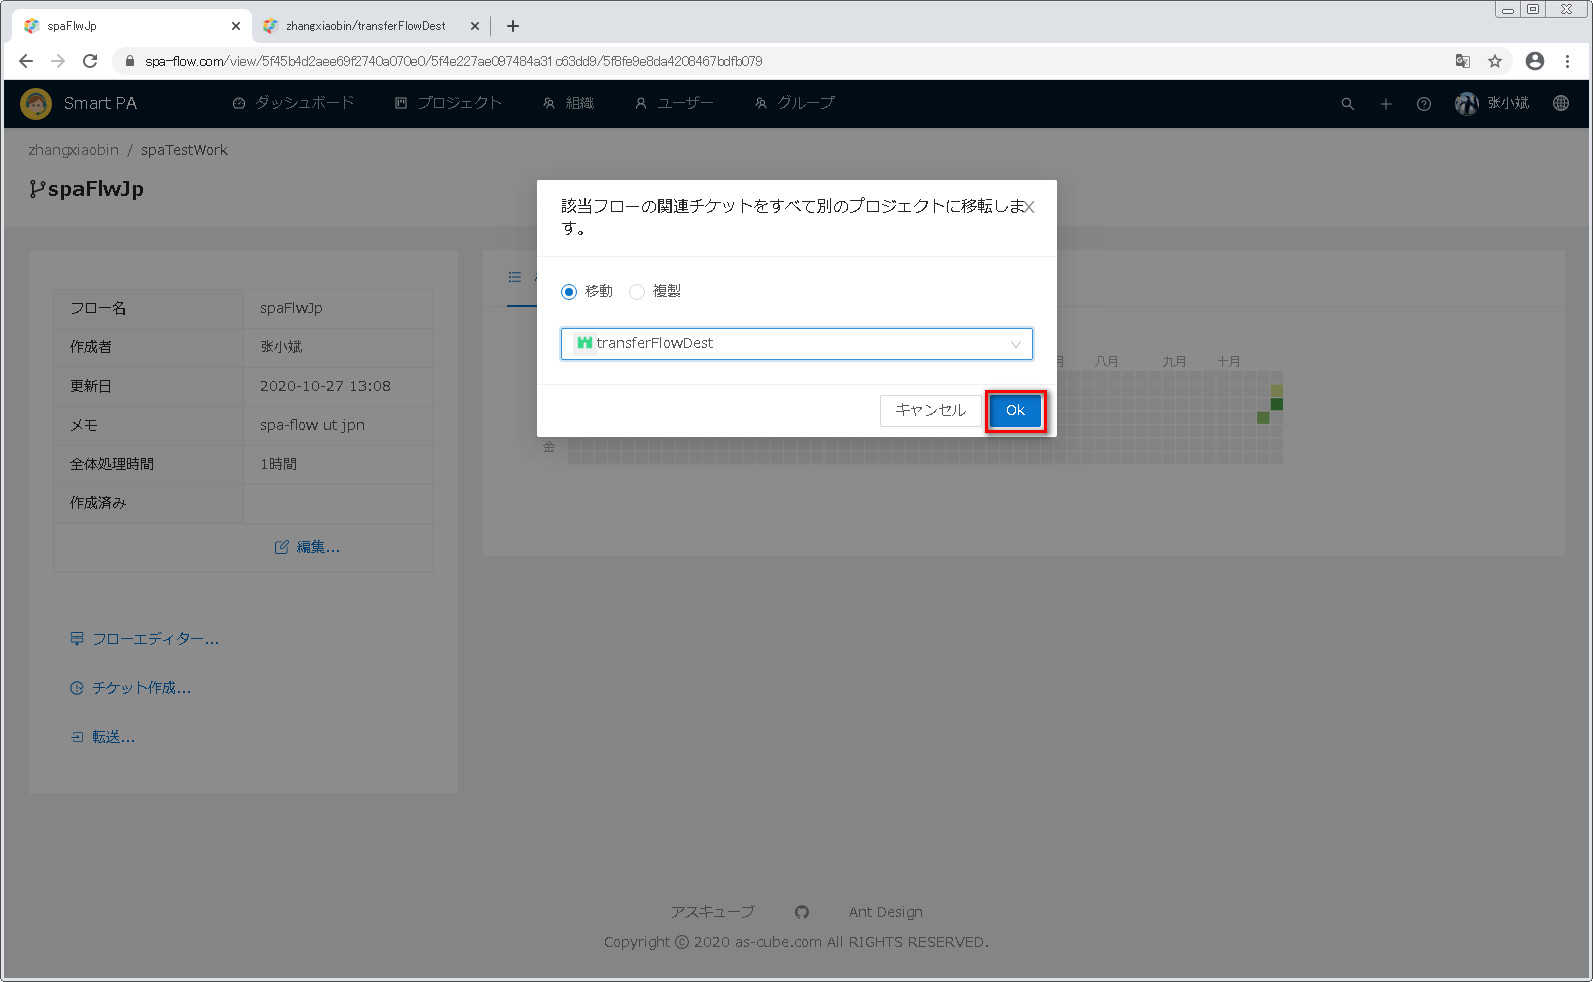 spaFlwJp
zhangxiaobin/transferFlowDest
spa-flow.com/view/5f45b4d2aee69f2740a070e0/5f4e227ae097484a31c63dd9/5f8fe9e8da4208467bdfb079
Smart PA
ダッシュボード
プロジェクト
組織
ユーザー
グループ
张小斌
zhangxiaobin / spaTestWork
spaFlwJp
該当フローの関連チケットをすべて別のプロジェクトに移転しま
す。
移動
複製
transferFlowDest
キャンセル
Ok
フロー名 spaFlwJp
作成者 张小斌
更新日 2020-10-27 13:08
メモ spa-flow ut jpn
全体処理時間 1時間
作成済み
編集...
フローエディター...
チケット作成...
転送...
月 八月 九月 十月
金
アスキューブ
Ant Design
Copyright © 2020 as-cube.com All RIGHTS RESERVED.